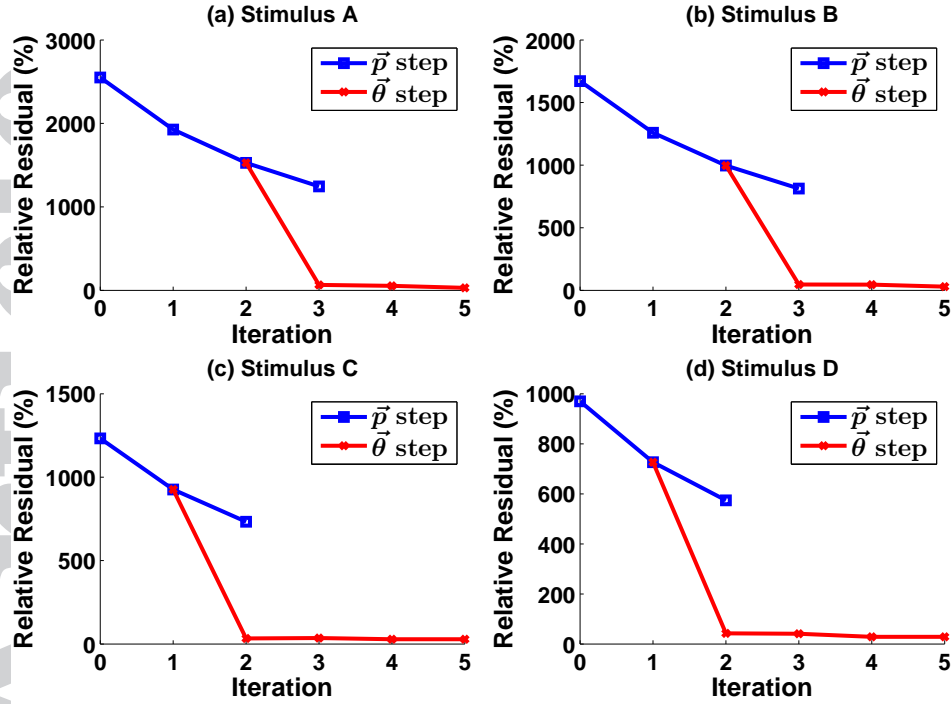 (a) Stimulus A
Relative Residual (%)
3000
2000
1000
0
0 1 2 3 4 5
Iteration
p⃗ step
θ⃗ step
(b) Stimulus B
Relative Residual (%)
2000
1500
1000
500
0
0 1 2 3 4 5
Iteration
p⃗ step
θ⃗ step
(c) Stimulus C
Relative Residual (%)
1500
1000
500
0
0 1 2 3 4 5
Iteration
p⃗ step
θ⃗ step
(d) Stimulus D
Relative Residual (%)
1000
800
600
400
200
0
0 1 2 3 4 5
Iteration
p⃗ step
θ⃗ step